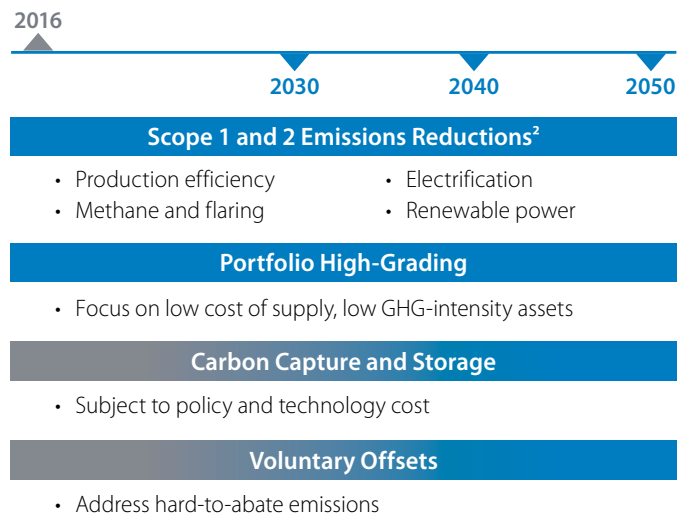 2016
2030 2040 2050
Scope 1 and 2 Emissions Reductions²
• Production efficiency • Electrification
• Methane and flaring • Renewable power
Portfolio High-Grading
• Focus on low cost of supply, low GHG-intensity assets
Carbon Capture and Storage
• Subject to policy and technology cost
Voluntary Offsets
• Address hard-to-abate emissions